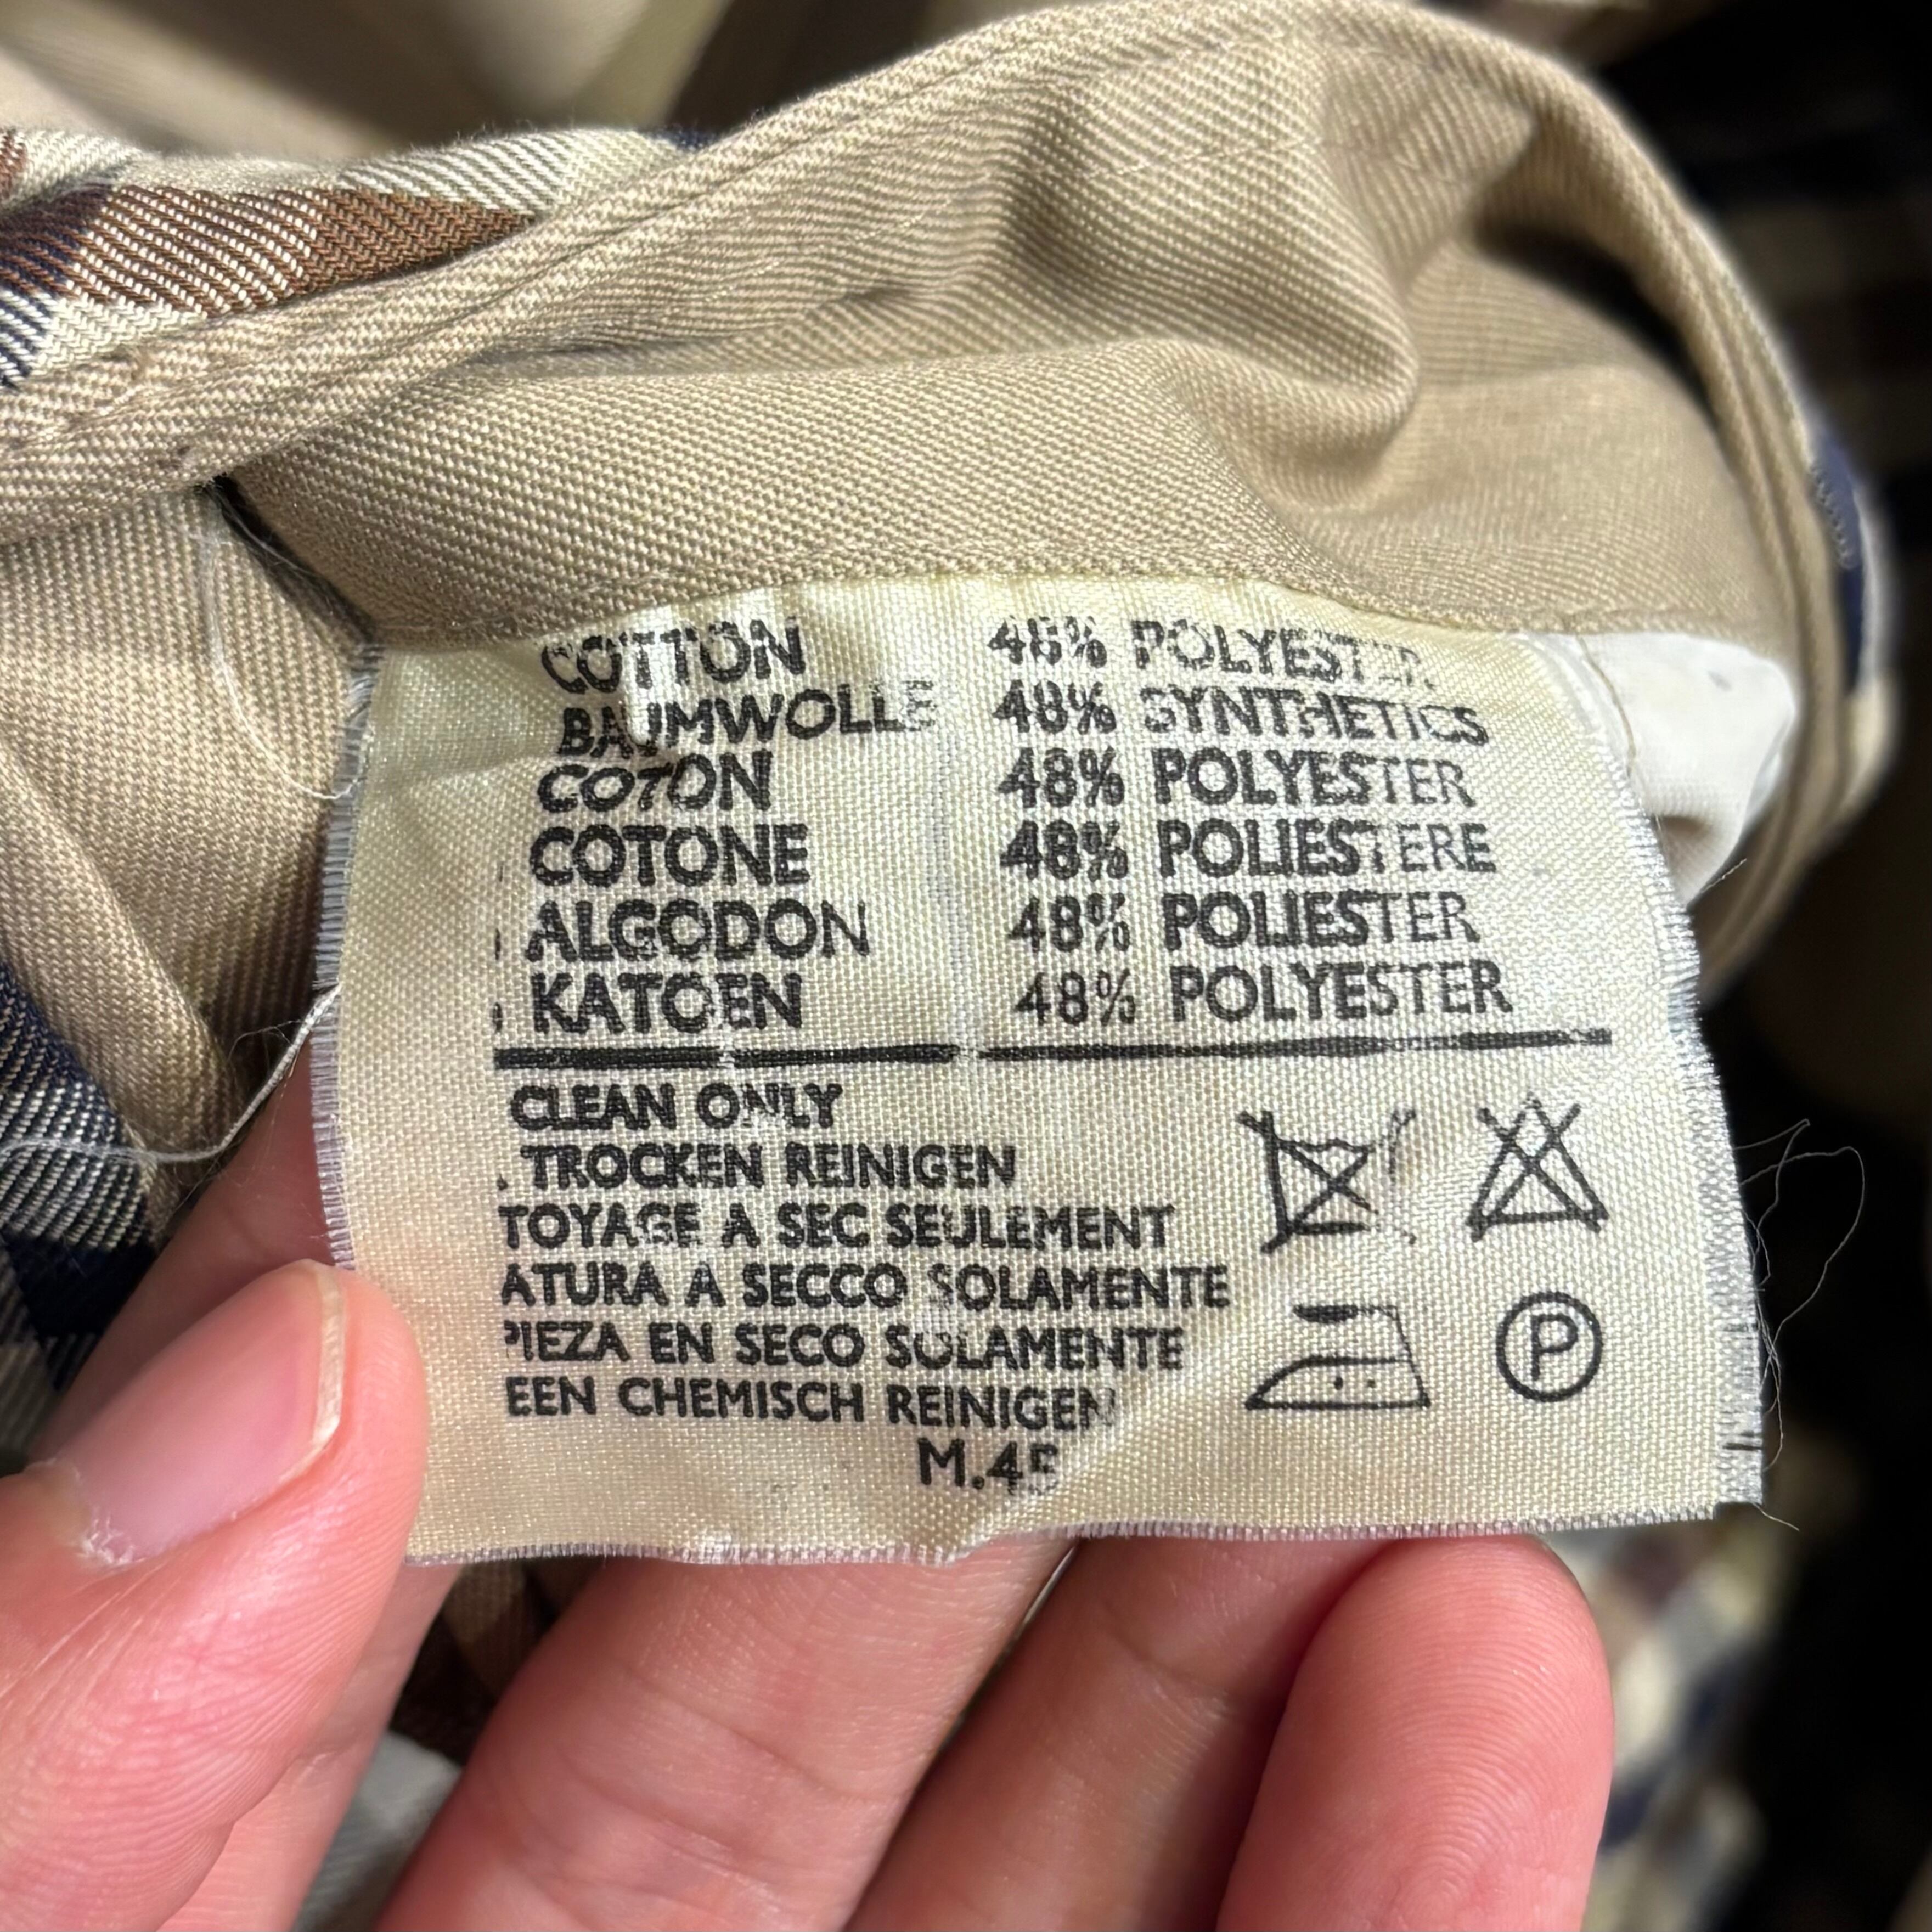 COTTON 48% POLYESTER
BAUMWOLLE 48% SYNTHETICS
COTON 48% POLYESTER
COTONE 48% POLIESTERE
ALGODON 48% POLIESTER
KATOEN 48% POLYESTER
CLEAN ONLY
. TROCKEN REINIGEN
TOYAGE A SEC SEULEMENT
ATURA A SECCO SOLAMENTE
PIEZA EN SECO SOLAMENTE
EEN CHEMISCH REINIGEN
P